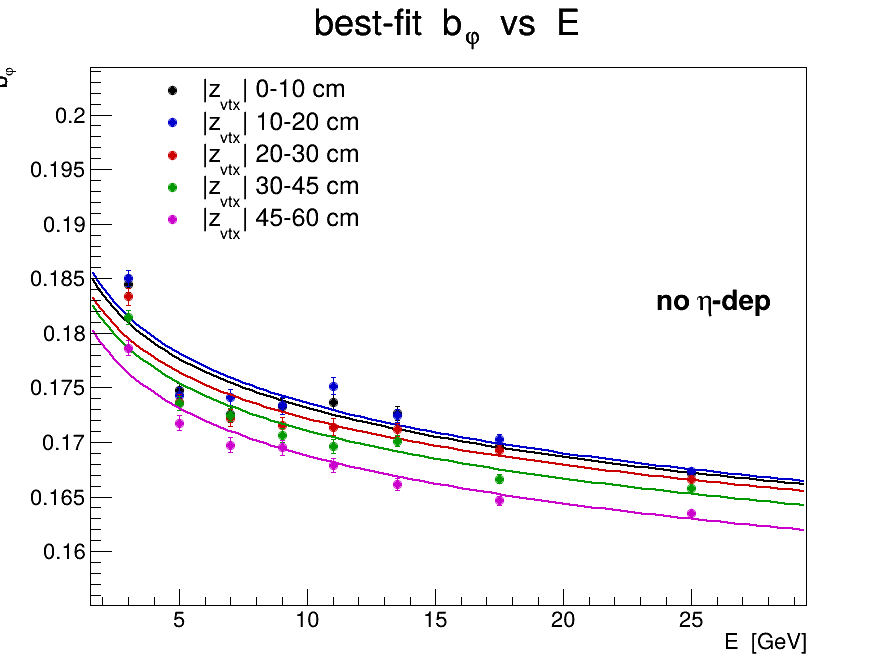 best-fit b_φ vs E
b_φ
|z_vtx| 0-10 cm
|z_vtx| 10-20 cm
|z_vtx| 20-30 cm
|z_vtx| 30-45 cm
|z_vtx| 45-60 cm
no η-dep
0.2
0.195
0.19
0.185
0.18
0.175
0.17
0.165
0.16
5 10 15 20 25
E [GeV]